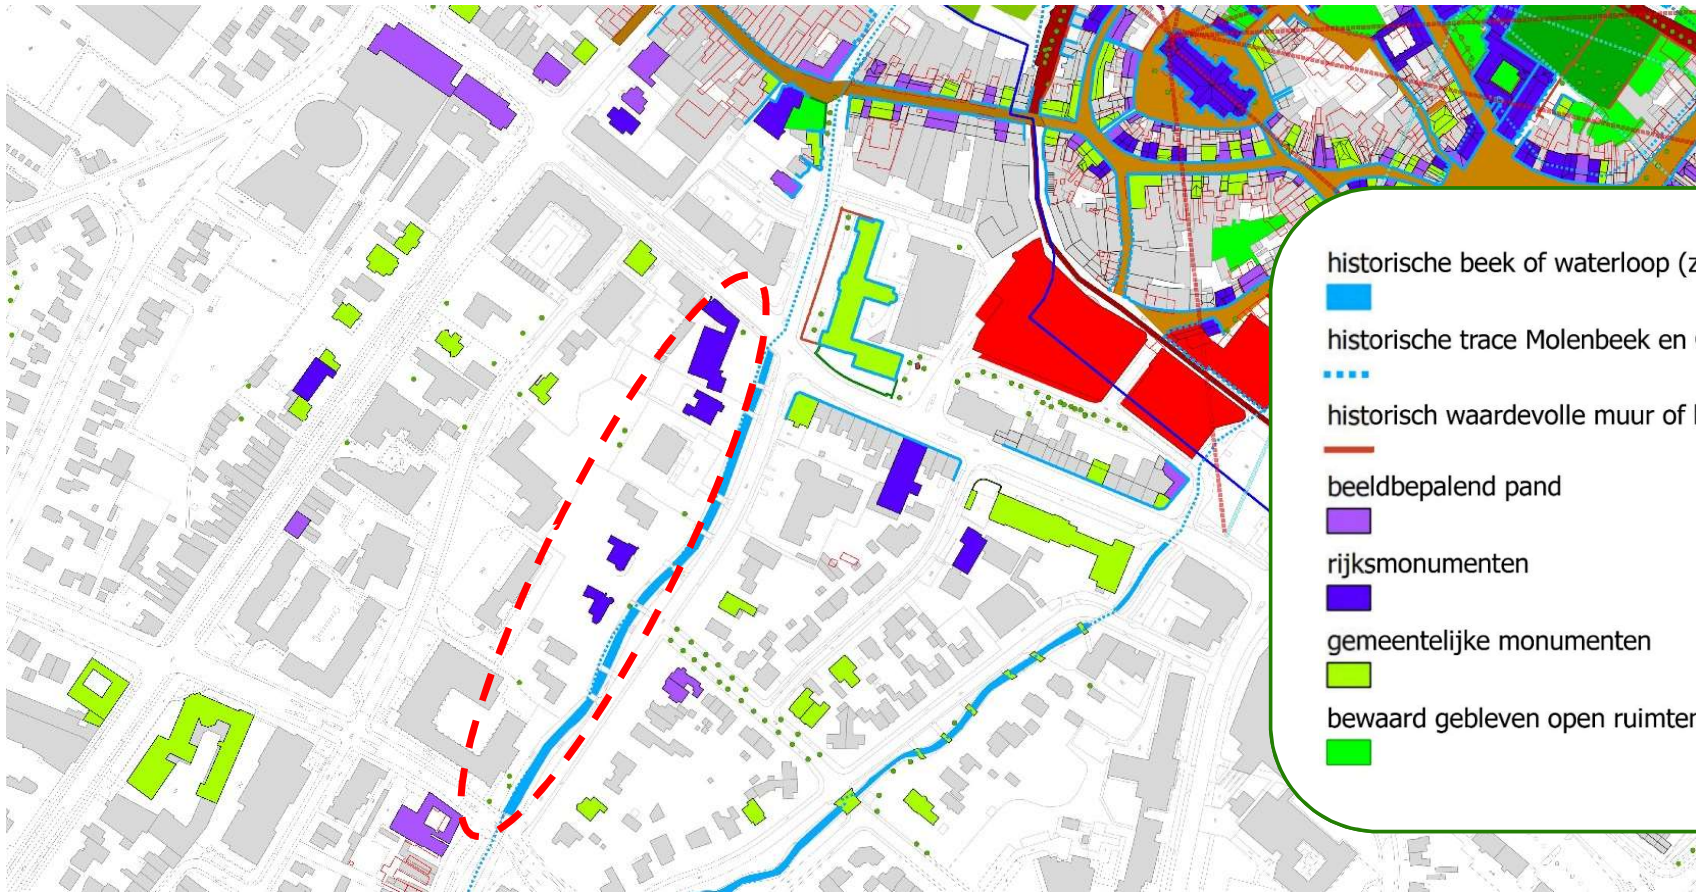 historische beek of waterloop (z
historische trace Molenbeek en
historisch waardevolle muur of
beeldbepalend pand
rijksmonumenten
gemeentelijke monumenten
bewaard gebleven open ruimten